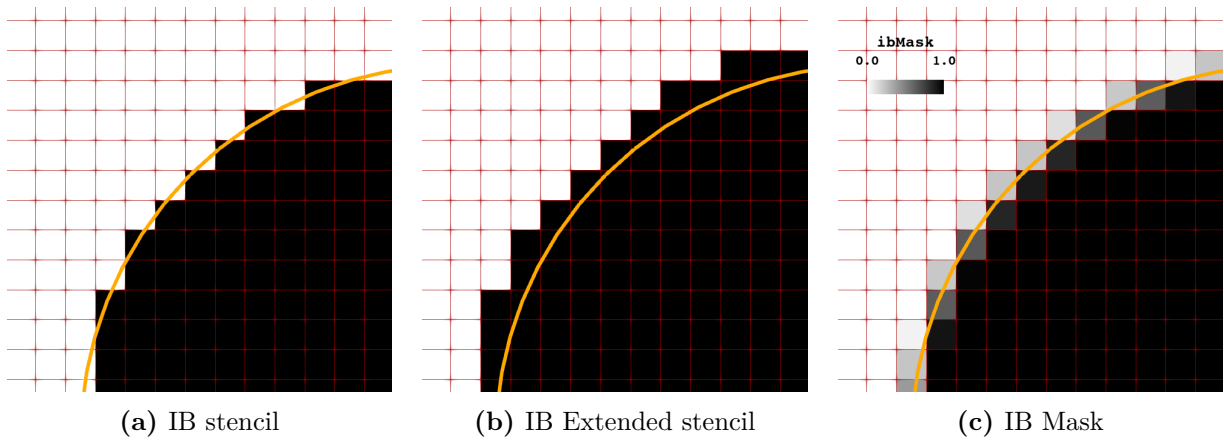 ibMask
0.0 1.0
(a) IB stencil
(b) IB Extended stencil
(c) IB Mask